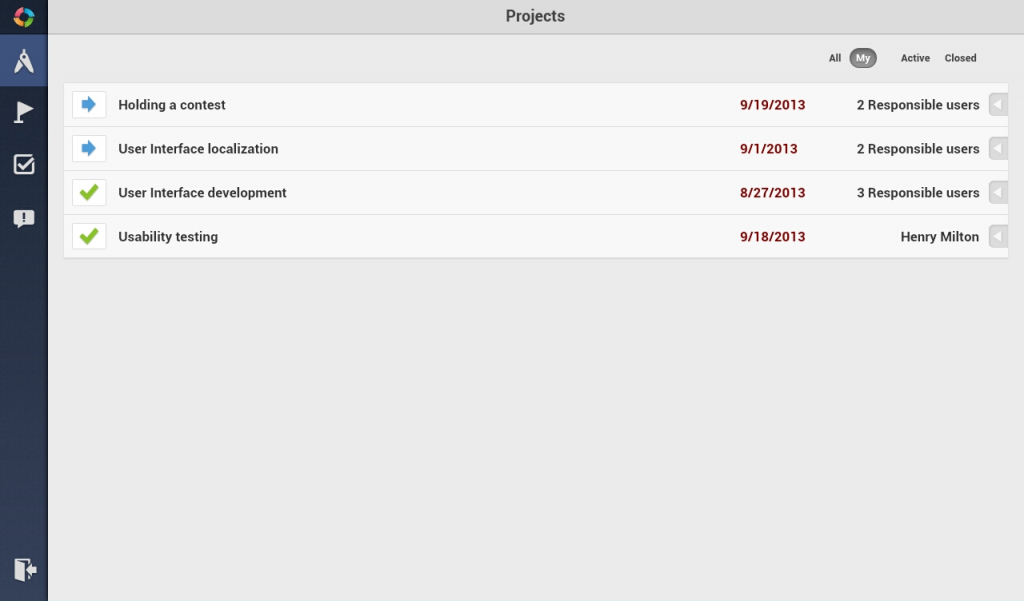 Projects
All My Active Closed
Holding a contest 9/19/2013 2 Responsible users
User Interface localization 9/1/2013 2 Responsible users
User Interface development 8/27/2013 3 Responsible users
Usability testing 9/18/2013 Henry Milton